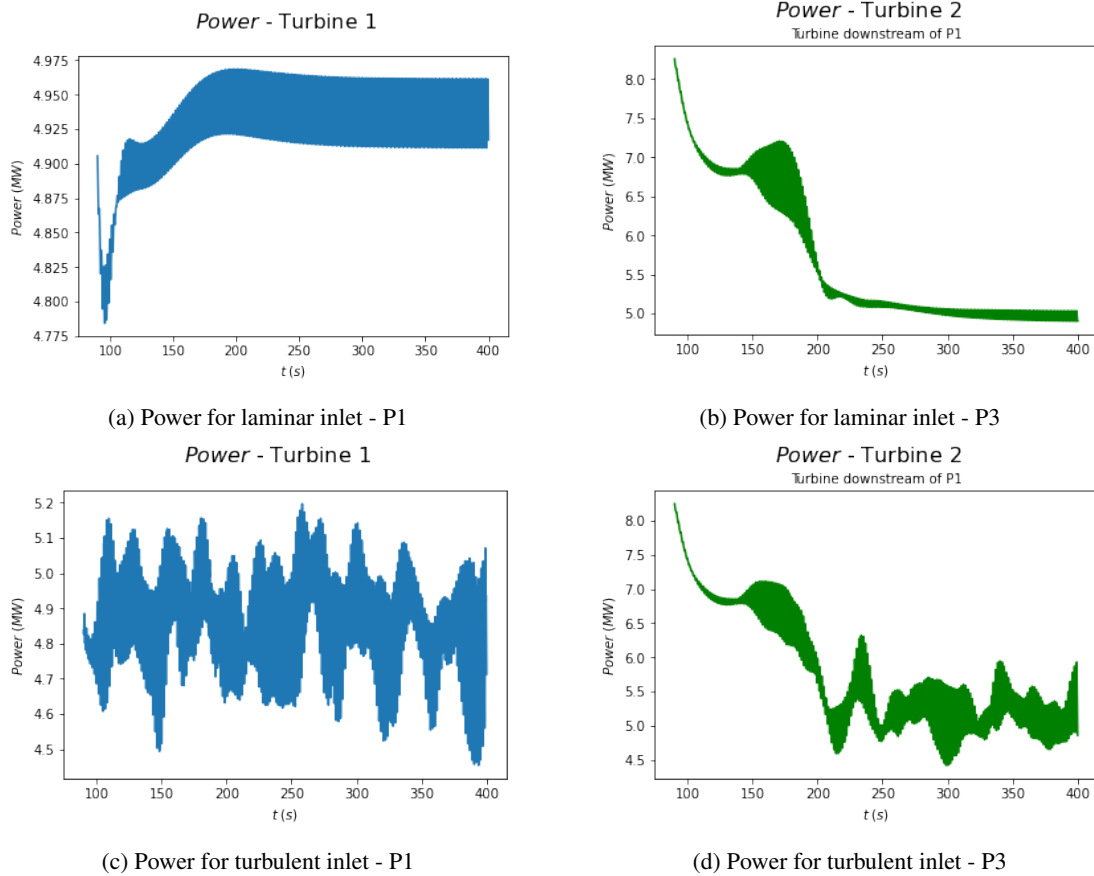 Power - Turbine 1
4.975
4.950
4.925
4.900
4.875
4.850
4.825
4.800
4.775
Power (MW)
100 150 200 250 300 350 400
t (s)
(a) Power for laminar inlet - P1
Power - Turbine 2
Turbine downstream of P1
8.0
7.5
7.0
6.5
6.0
5.5
5.0
Power (MW)
100 150 200 250 300 350 400
t (s)
(b) Power for laminar inlet - P3
Power - Turbine 1
5.2
5.1
5.0
4.9
4.8
4.7
4.6
4.5
Power (MW)
100 150 200 250 300 350 400
t (s)
(c) Power for turbulent inlet - P1
Power - Turbine 2
Turbine downstream of P1
8.0
7.5
7.0
6.5
6.0
5.5
5.0
4.5
Power (MW)
100 150 200 250 300 350 400
t (s)
(d) Power for turbulent inlet - P3